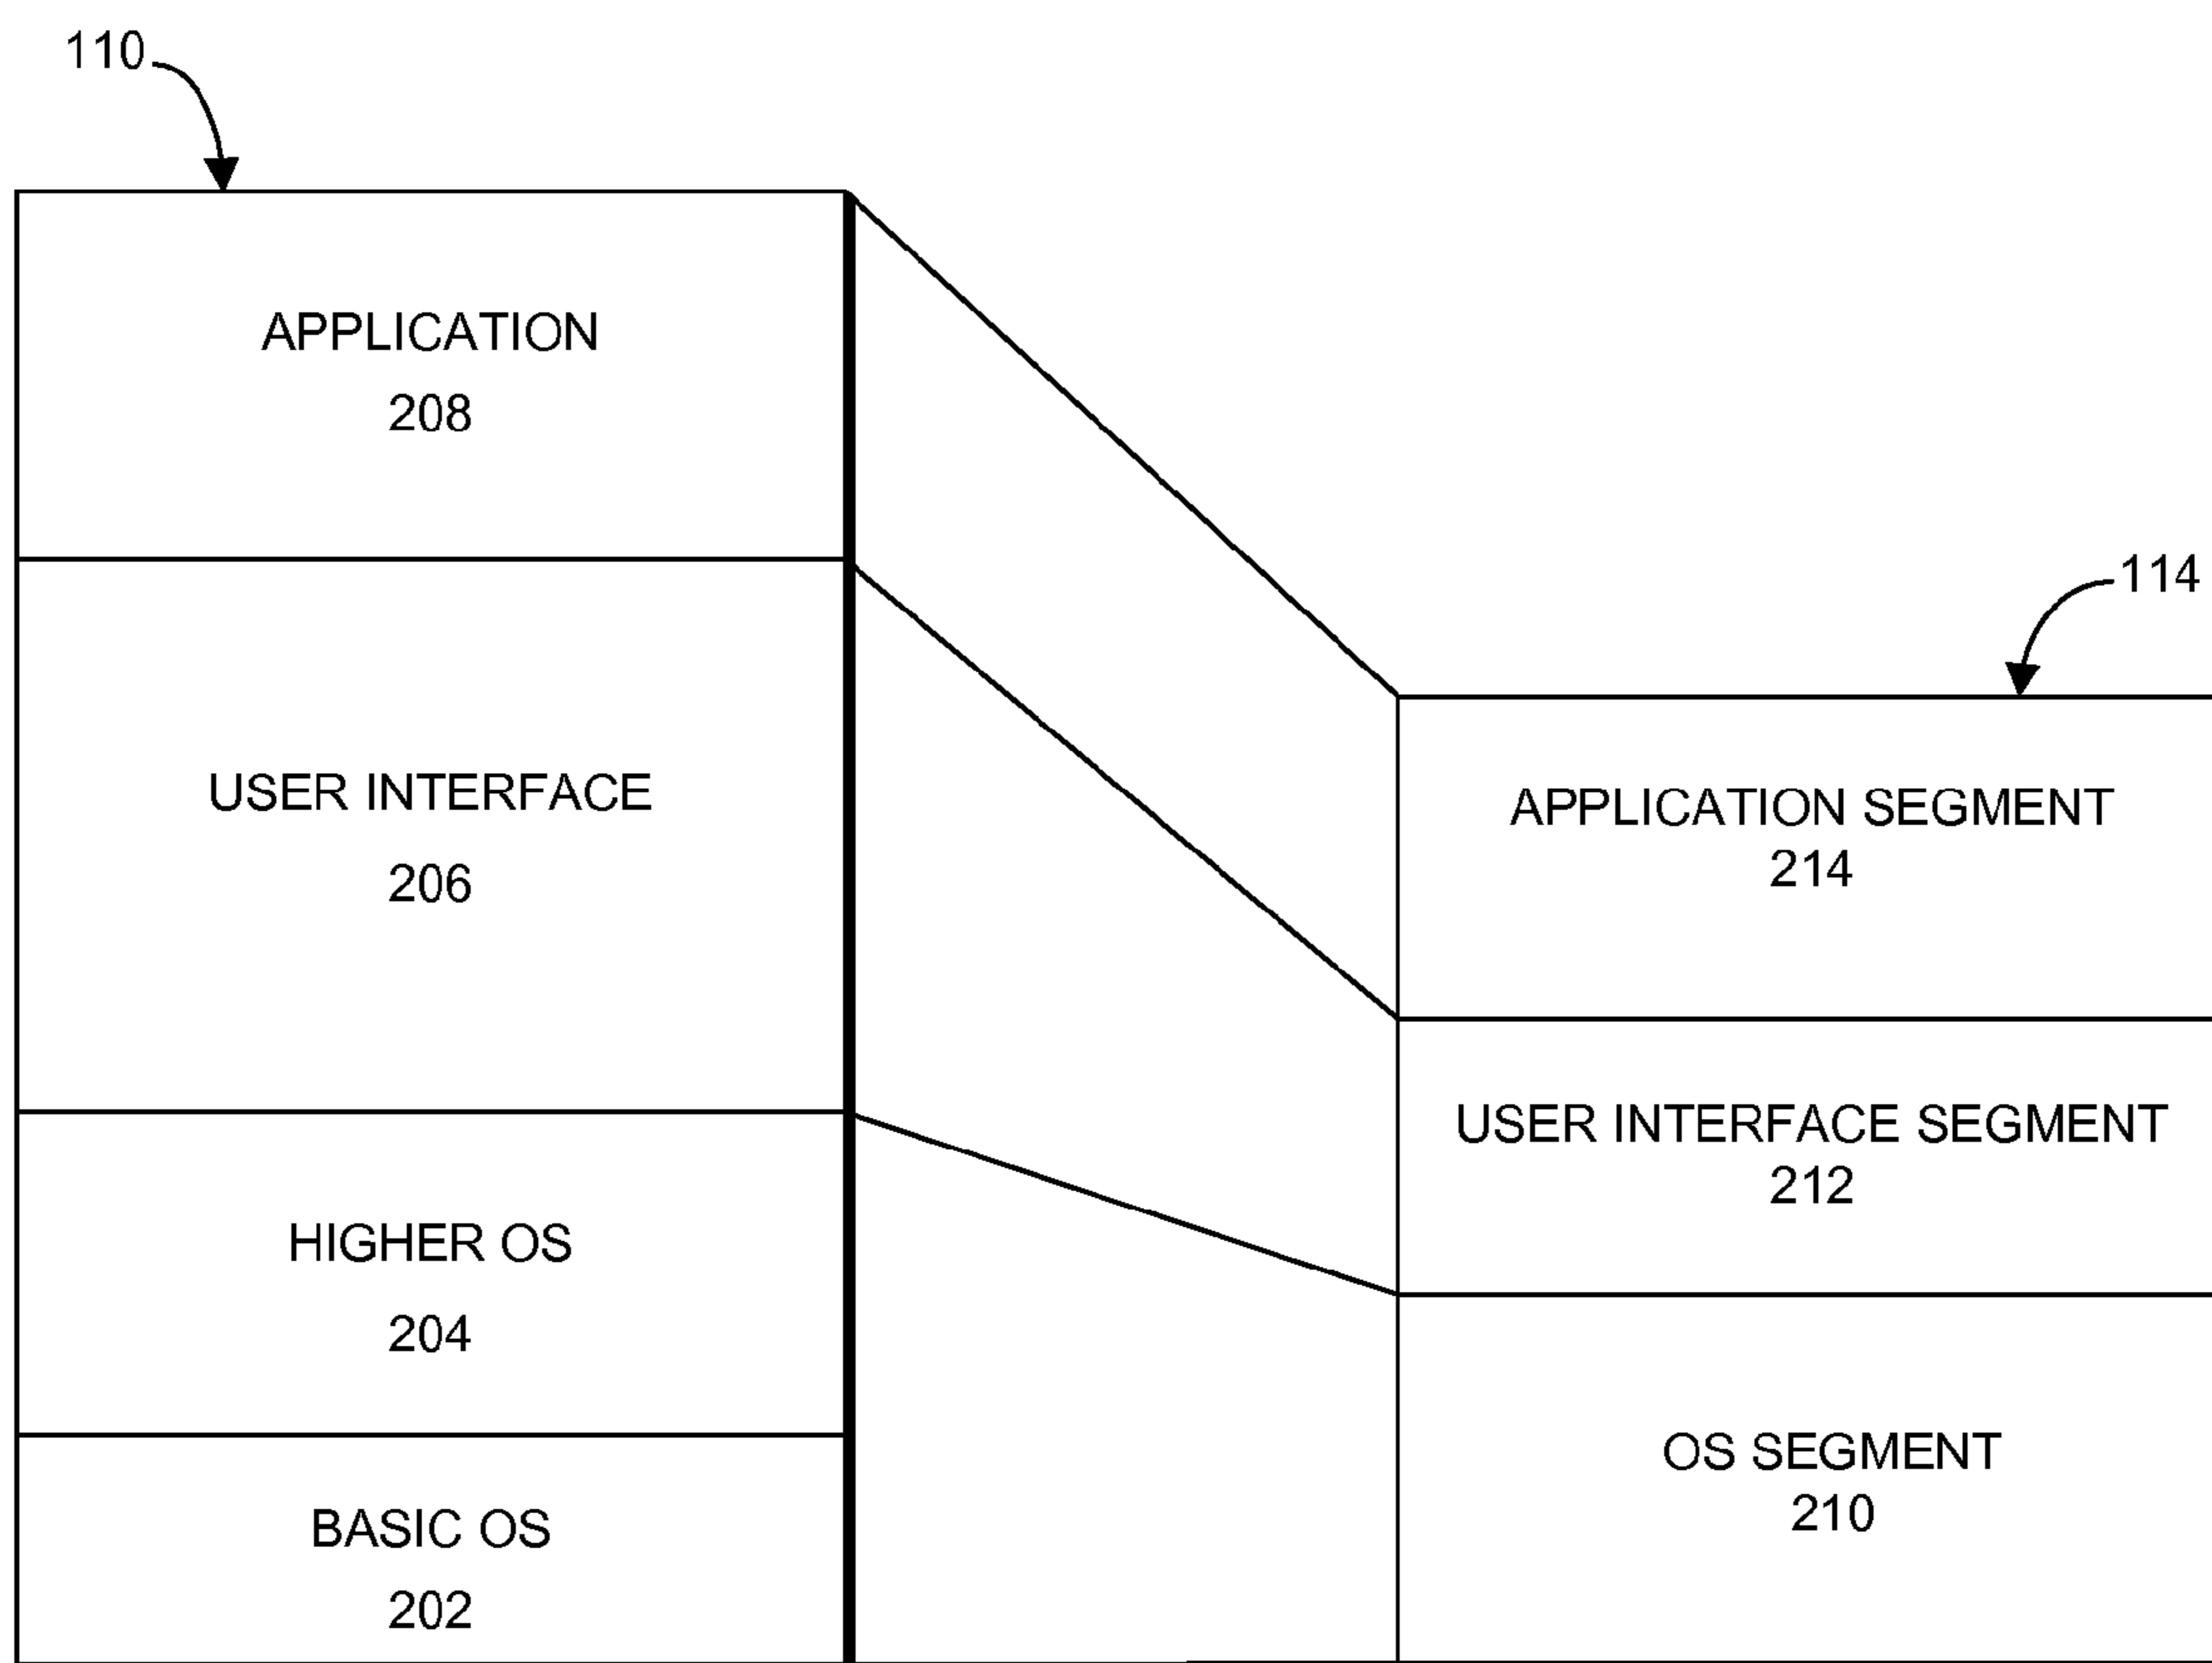 110
APPLICATION
208
USER INTERFACE
206
HIGHER OS
204
BASIC OS
202
114
APPLICATION SEGMENT
214
USER INTERFACE SEGMENT
212
OS SEGMENT
210